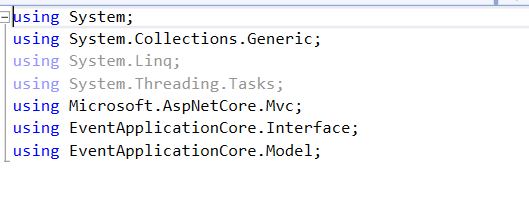 using System;
using System.Collections.Generic;
using System.Linq;
using System.Threading.Tasks;
using Microsoft.AspNetCore.Mvc;
using EventApplicationCore.Interface;
using EventApplicationCore.Model;